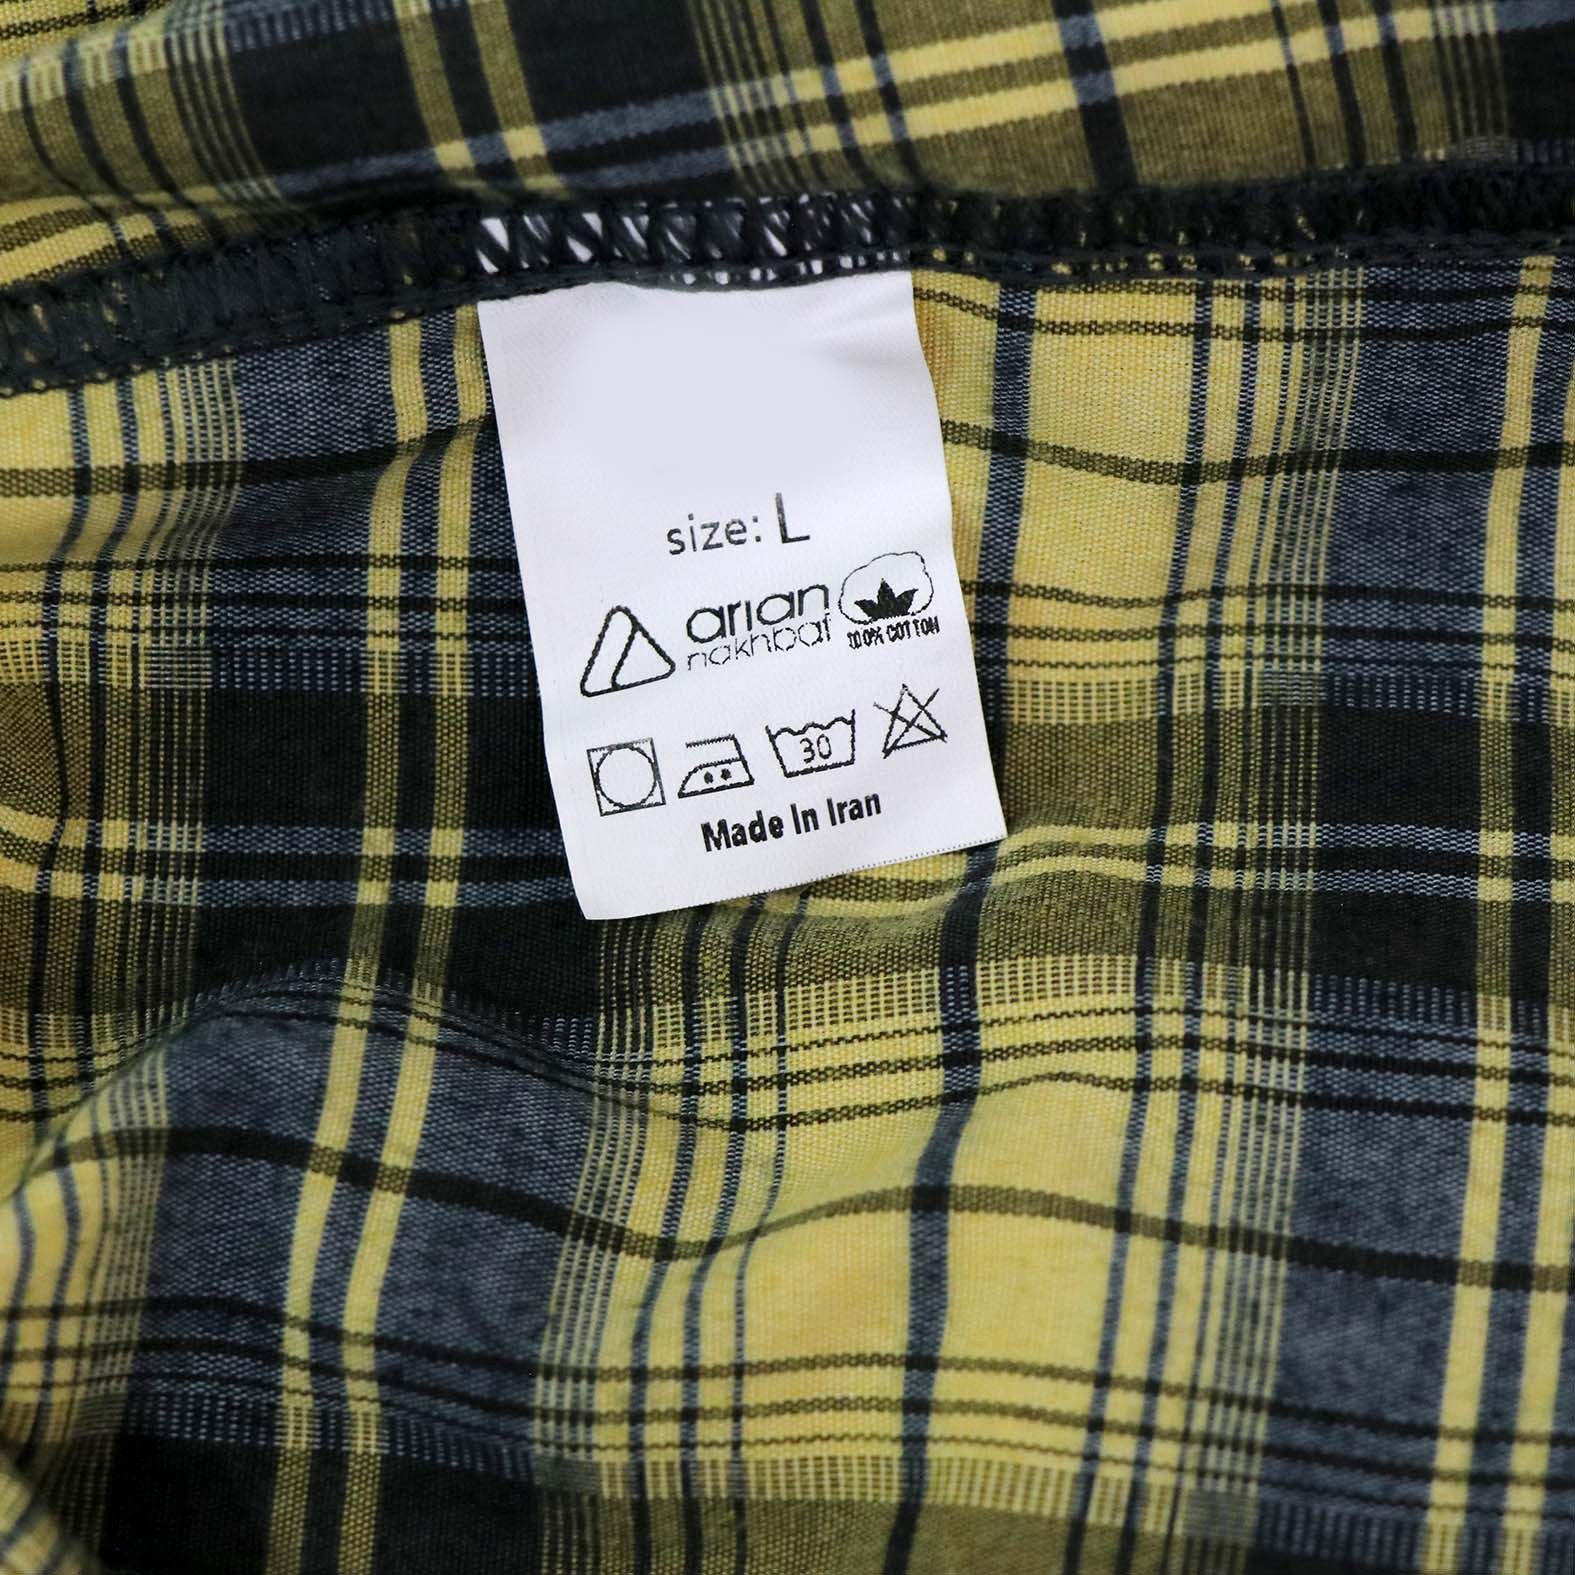 size: L
arian
nakhbaf
100% COTTON
30
Made In Iran